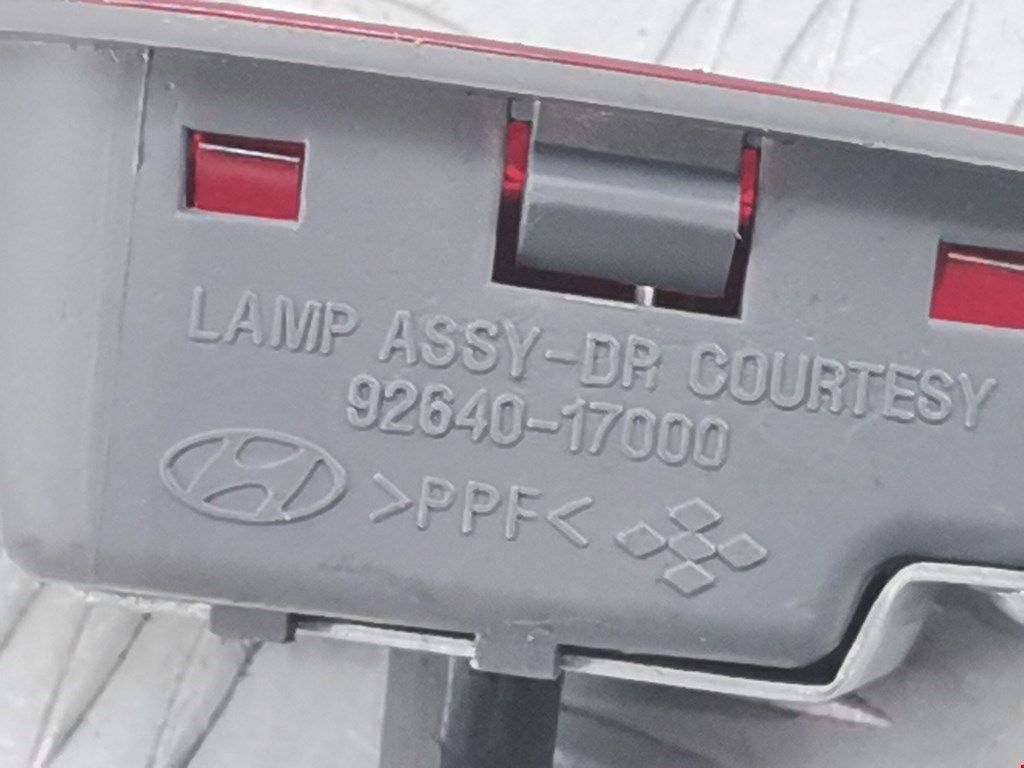 LAMP ASSY-DR COURTESY
92640-17000
>PPF<